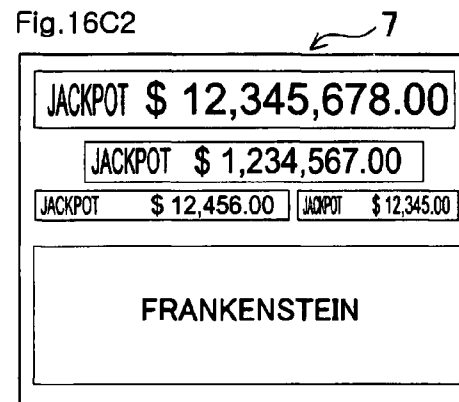 Fig.16C2
7
JACKPOT $ 12,345,678.00
JACKPOT $ 1,234,567.00
JACKPOT $ 12,456.00 JACKPOT $ 12,345.00
FRANKENSTEIN